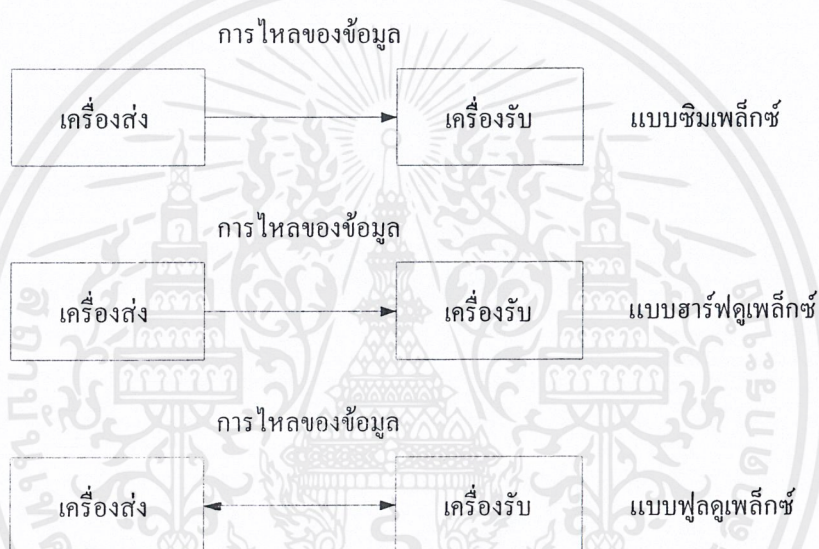 การไหลของข้อมูล
เครื่องส่ง เครื่องรับ แบบซิมเพล็กซ์
การไหลของข้อมูล
เครื่องส่ง เครื่องรับ แบบฮาร์ฟดูเพล็กซ์
การไหลของข้อมูล
เครื่องส่ง เครื่องรับ แบบฟูลดูเพล็กซ์